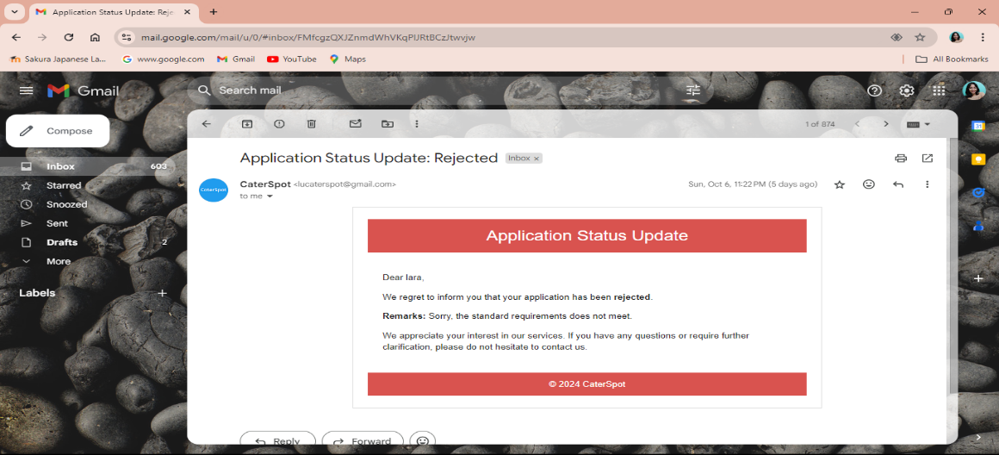 Application Status Update: Reje
mail.google.com/mail/u/0/#inbox/FMfcgzQXJZnmdWhVKqPlJRtBCzJtwvjw
Sakura Japanese La... www.google.com Gmail YouTube Maps All Bookmarks
Gmail Search mail
Compose
1 of 874
Inbox 603
Starred
Snoozed
Sent
Drafts 2
More
Labels
Application Status Update: Rejected Inbox x
CaterSpot
CaterSpot <lucaterspot@gmail.com> Sun, Oct 6, 11:22 PM (5 days ago)
to me
Application Status Update
Dear lara,
We regret to inform you that your application has been rejected.
Remarks: Sorry, the standard requirements does not meet.
We appreciate your interest in our services. If you have any questions or require further
clarification, please do not hesitate to contact us.
© 2024 CaterSpot
Reply Forward